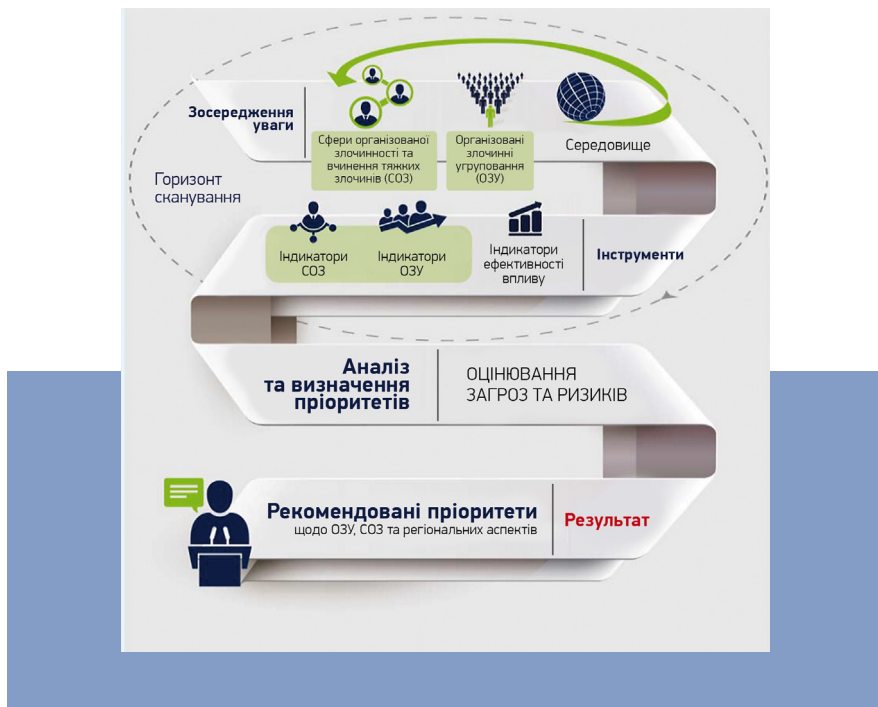 Зосередження
уваги
Сфери організованої
злочинності та
вчинення тяжких
злочинів (СОЗ)
Організовані
злочинні
угруповання
(ОЗУ)
Середовище
Горизонт
сканування
Індикатори
СОЗ
Індикатори
ОЗУ
Індикатори
ефективності
впливу
Інструменти
Аналіз
та визначення
пріоритетів
ОЦІНЮВАННЯ
ЗАГРОЗ ТА РИЗИКІВ
Рекомендовані пріоритети
щодо ОЗУ, СОЗ та регіональних аспектів
Результат